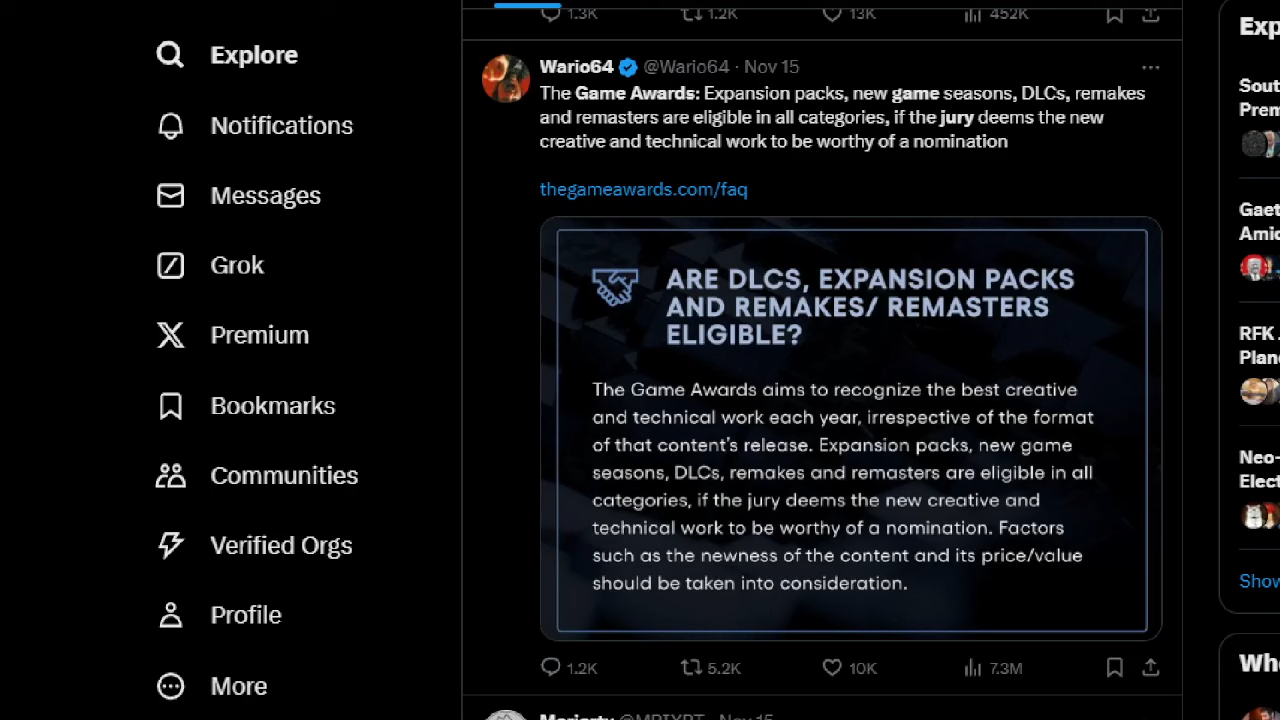 Explore
Notifications
Messages
Grok
Premium
Bookmarks
Communities
Verified Orgs
Profile
More
1.3K 1.2K 13K 452K
Wario64 @Wario64 · Nov 15
The Game Awards: Expansion packs, new game seasons, DLCs, remakes
and remasters are eligible in all categories, if the jury deems the new
creative and technical work to be worthy of a nomination
thegameawards.com/faq
ARE DLCS, EXPANSION PACKS
AND REMAKES/ REMASTERS
ELIGIBLE?
The Game Awards aims to recognize the best creative
and technical work each year, irrespective of the format
of that content's release. Expansion packs, new game
seasons, DLCs, remakes and remasters are eligible in all
categories, if the jury deems the new creative and
technical work to be worthy of a nomination. Factors
such as the newness of the content and its price/value
should be taken into consideration.
1.2K 5.2K 10K 7.3M
Moriarty Nov 15
Exp
Sout
Prem
Gaet
Amid
RFK
Plane
Neo-
Elect
Show
Who